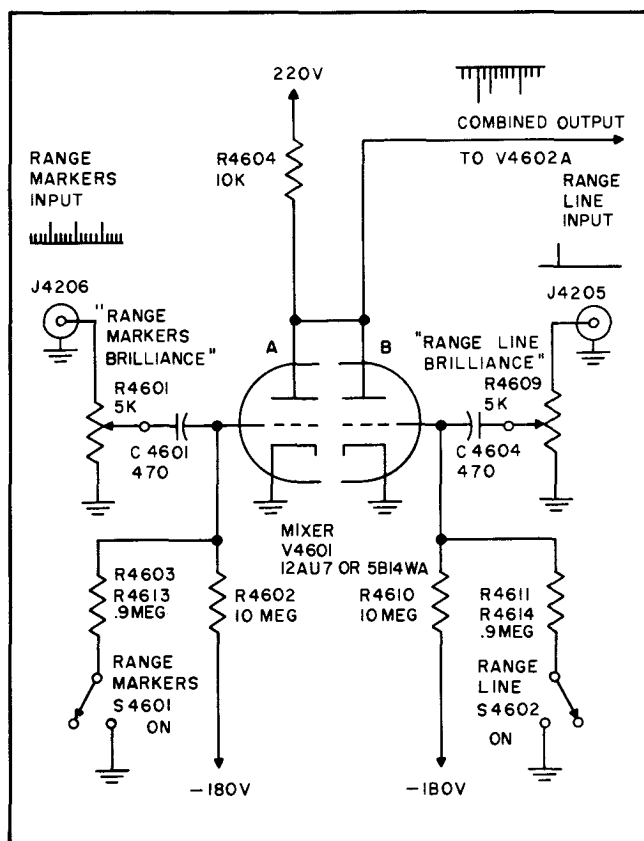 220V
COMBINED OUTPUT
TO V4602A
R4604
10K
RANGE
MARKERS
INPUT
RANGE
LINE
INPUT
J4206
J4205
"RANGE
MARKERS
BRILLIANCE"
A
B
"RANGE LINE
BRILLIANCE"
R4601
5K
R4609
5K
C 4601
470
C 4604
470
MIXER
V4601
12AU7 OR 5814WA
R4603
R4613
.9MEG
R4602
10 MEG
R4610
10 MEG
R4611
R4614
.9MEG
RANGE
MARKERS
S4601
ON
RANGE
LINE
S4602
ON
-180V
-180V